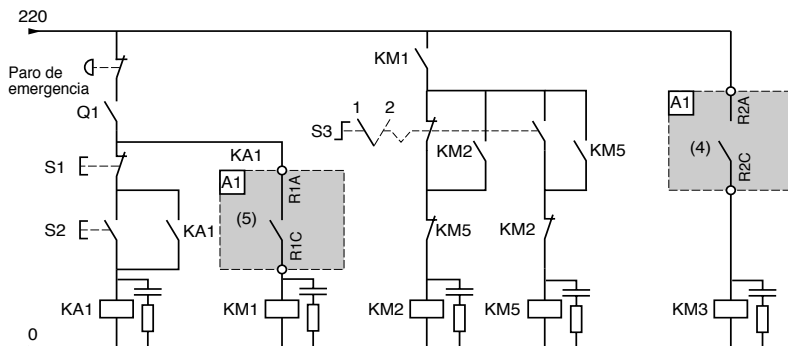 220
Paro de
emergencia
Q1
S1
S2
KA1
KA1
KA1
A1
R1A
(5)
R1C
KM1
KM1
1 2
S3
KM2
KM5
KM5
KM2
KM2
KM5
A1
R2A
(4)
R2C
KM3
0